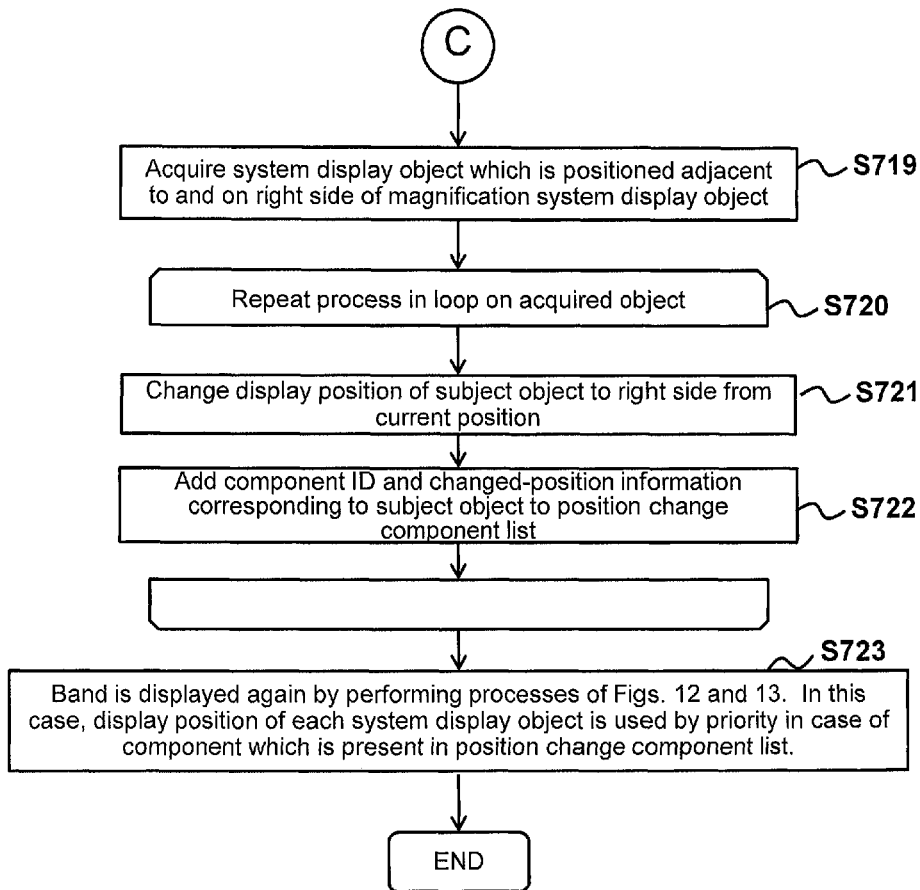 C
Acquire system display object which is positioned adjacent
to and on right side of magnification system display object
S719
Repeat process in loop on acquired object
S720
Change display position of subject object to right side from
current position
S721
Add component ID and changed-position information
corresponding to subject object to position change
component list
S722
S723
Band is displayed again by performing processes of Figs. 12 and 13.  In this
case, display position of each system display object is used by priority in case of
component which is present in position change component list.
END